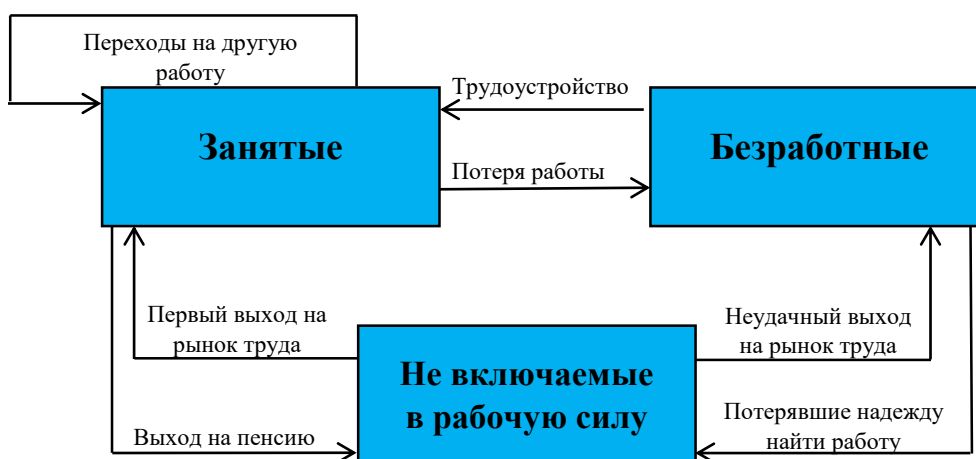 Переходы на другую
работу
Трудоустройство
Занятые
Безработные
Потеря работы
Первый выход на
рынок труда
Неудачный выход
на рынок труда
Не включаемые
в рабочую силу
Выход на пенсию
Потерявшие надежду
найти работу